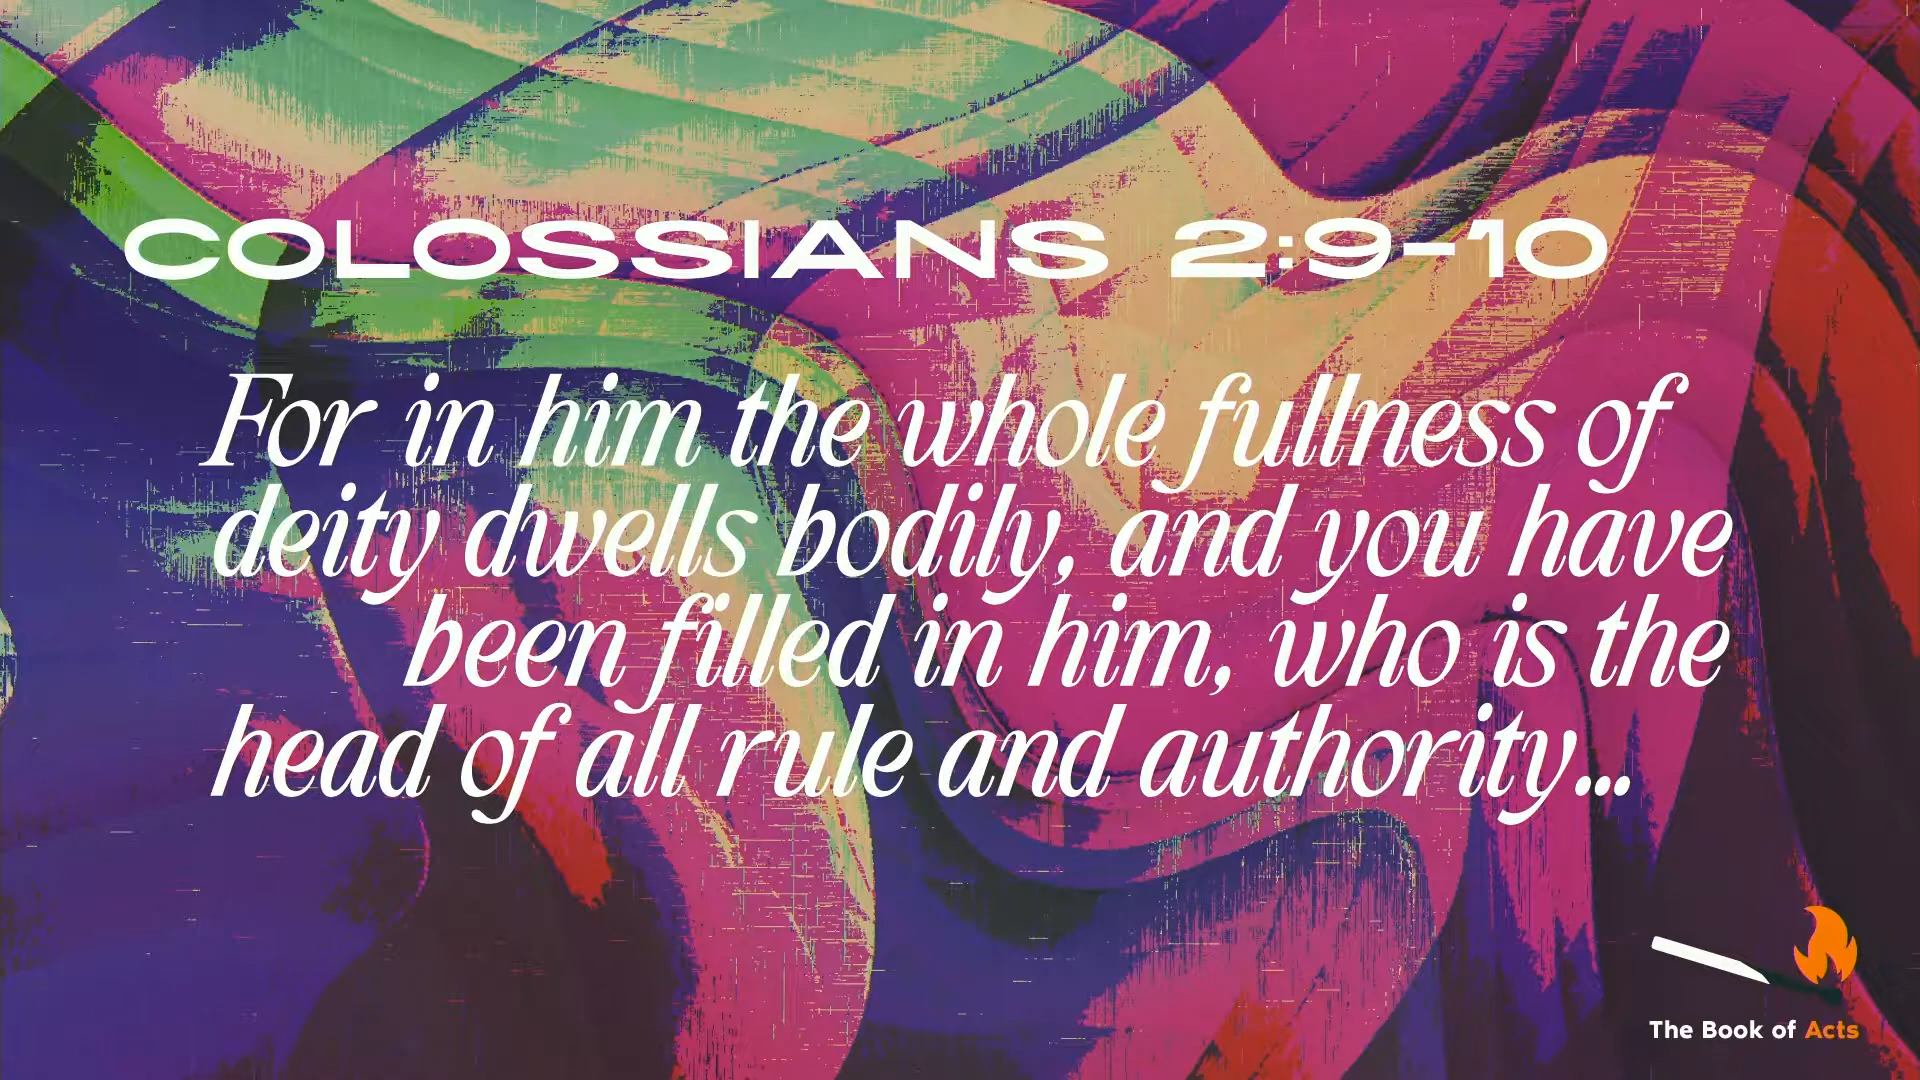 COLOSSIANS 2:9-10
For in him the whole fullness of
deity dwells bodily, and you have
been filled in him, who is the
head of all rule and authority...
The Book of Acts